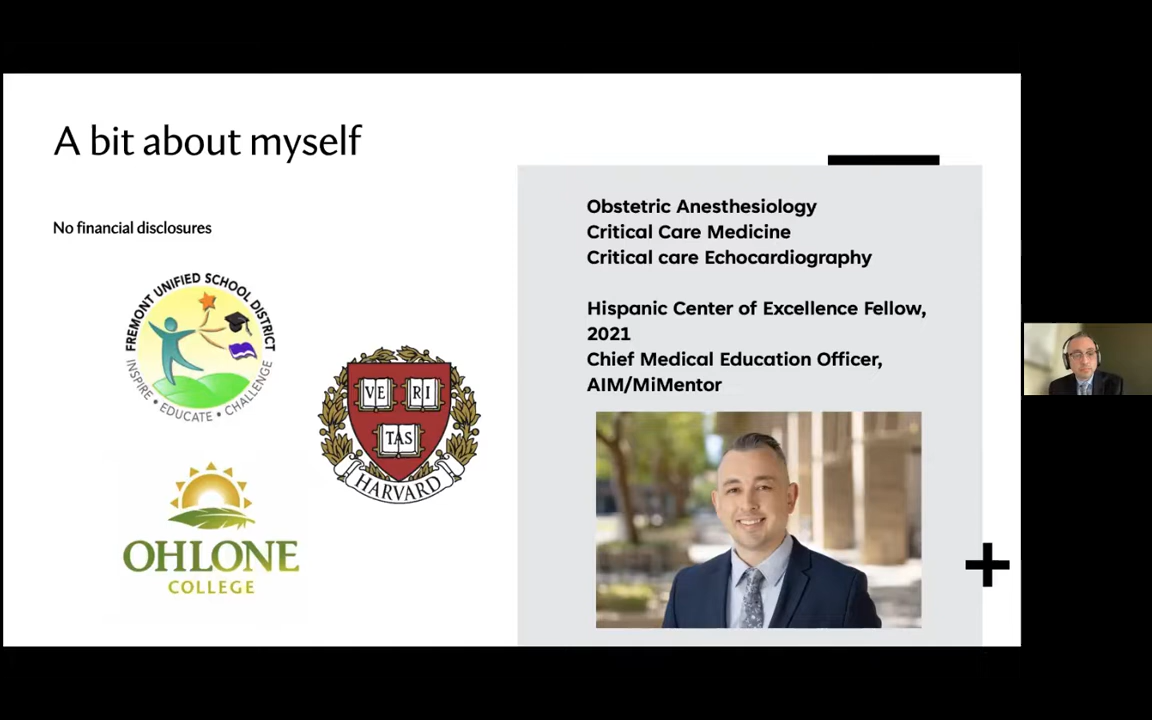 A bit about myself
No financial disclosures
FREMONT UNIFIED SCHOOL DISTRICT
INSPIRE • EDUCATE • CHALLENGE
VE RI
TAS
HARVARD
OHLONE
COLLEGE
Obstetric Anesthesiology
Critical Care Medicine
Critical care Echocardiography
Hispanic Center of Excellence Fellow,
2021
Chief Medical Education Officer,
AIM/MiMentor